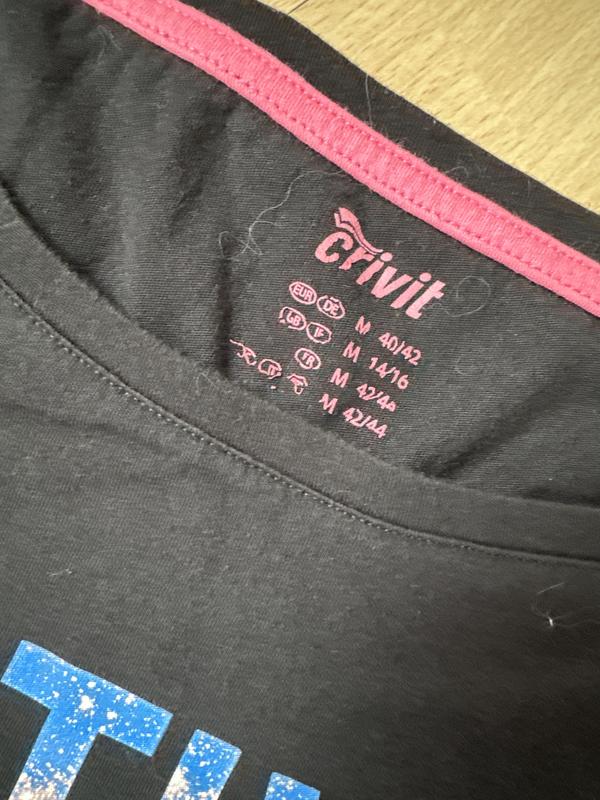 crivit
EUR DE M 40/42
GB IE M 14/16
FR M 42/44
M 42/44